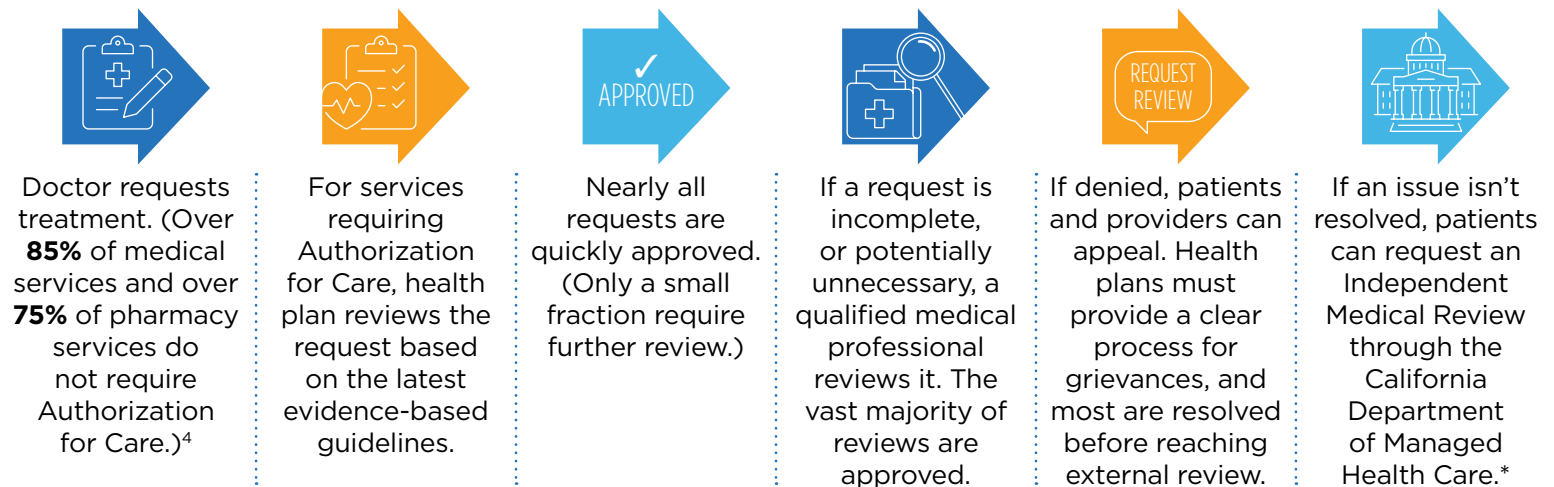 ✓
APPROVED
REQUEST
REVIEW
Doctor requests
treatment. (Over
85% of medical
services and over
75% of pharmacy
services do
not require
Authorization
for Care.)4
For services
requiring
Authorization
for Care, health
plan reviews the
request based
on the latest
evidence-based
guidelines.
Nearly all
requests are
quickly approved.
(Only a small
fraction require
further review.)
If a request is
incomplete,
or potentially
unnecessary, a
qualified medical
professional
reviews it. The
vast majority of
reviews are
approved.
If denied, patients
and providers can
appeal. Health
plans must
provide a clear
process for
grievances, and
most are resolved
before reaching
external review.
If an issue isn’t
resolved, patients
can request an
Independent
Medical Review
through the
California
Department
of Managed
Health Care.*